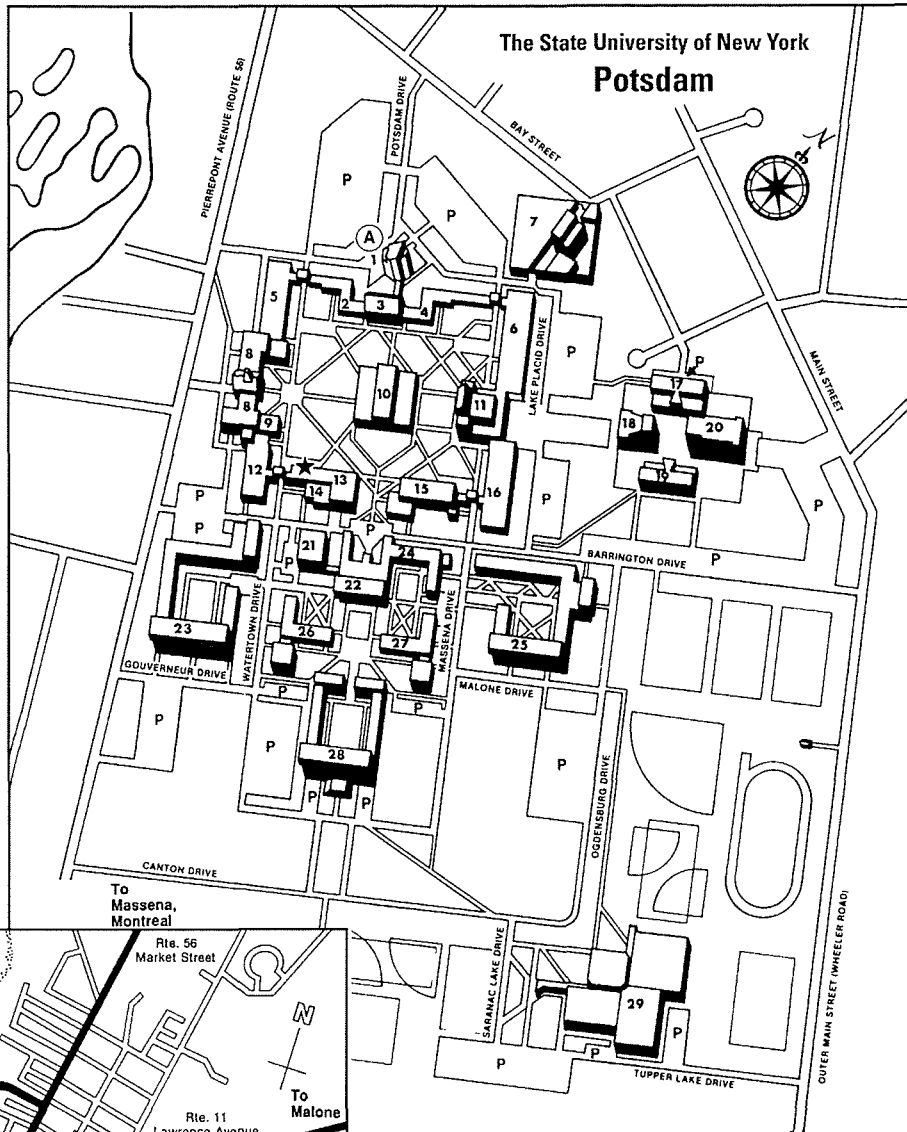 The State University of New York
Potsdam
PIERREPONT AVENUE (ROUTE 56)
POTSDAM DRIVE
BAY STREET
N
P
P
7
A
1
5
2
3
4
6
LAKE PLACID DRIVE
P
MAIN STREET
P
17
8
8
9
10
11
18
20
19
12
★
13
14
15
16
P
P
P
P
P
21
24
BARRINGTON DRIVE
P
P
22
23
WATERTOWN DRIVE
26
27
MASSENA DRIVE
25
GOUVERNEUR DRIVE
MALONE DRIVE
P
P
P
P
28
P
P
P
OGDENSBURG DRIVE
CANTON DRIVE
SARANAC LAKE DRIVE
29
P
P
P
TUPPER LAKE DRIVE
OUTER MAIN STREET (WHEELER ROAD)
To
Massena,
Montreal
Rte. 56
Market Street
N
To
Malone
Rte. 11
Lawrence Avenue